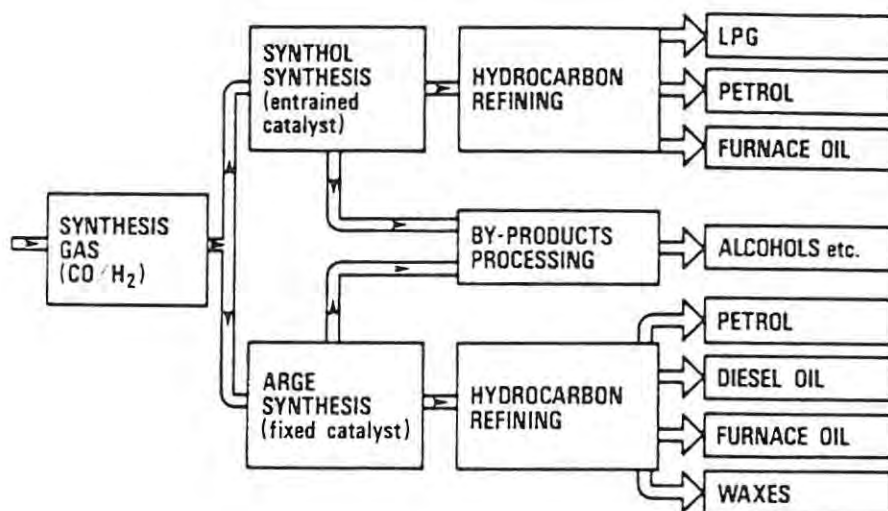 SYNTHESIS
GAS
(CO/H₂)
SYNTHOL
SYNTHESIS
(entrained
catalyst)
HYDROCARBON
REFINING
LPG
PETROL
FURNACE OIL
BY-PRODUCTS
PROCESSING
ALCOHOLS etc.
ARGE
SYNTHESIS
(fixed catalyst)
HYDROCARBON
REFINING
PETROL
DIESEL OIL
FURNACE OIL
WAXES